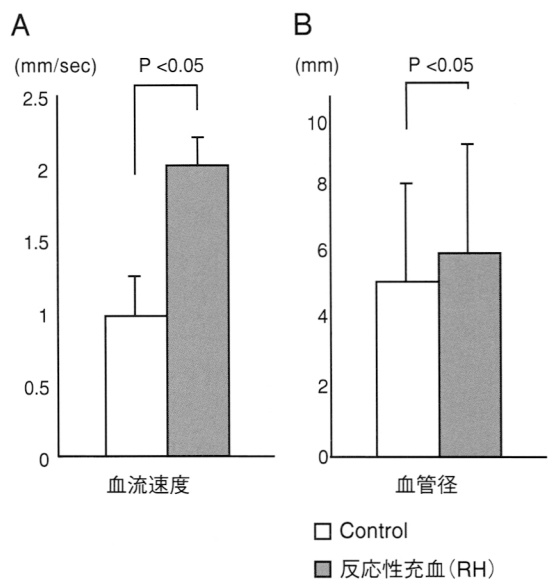 A
(mm/sec)
P <0.05
2.5
2
1.5
1
0.5
0
血流速度
B
(mm)
P <0.05
10
8
6
4
2
0
血管径
Control
反応性充血(RH)